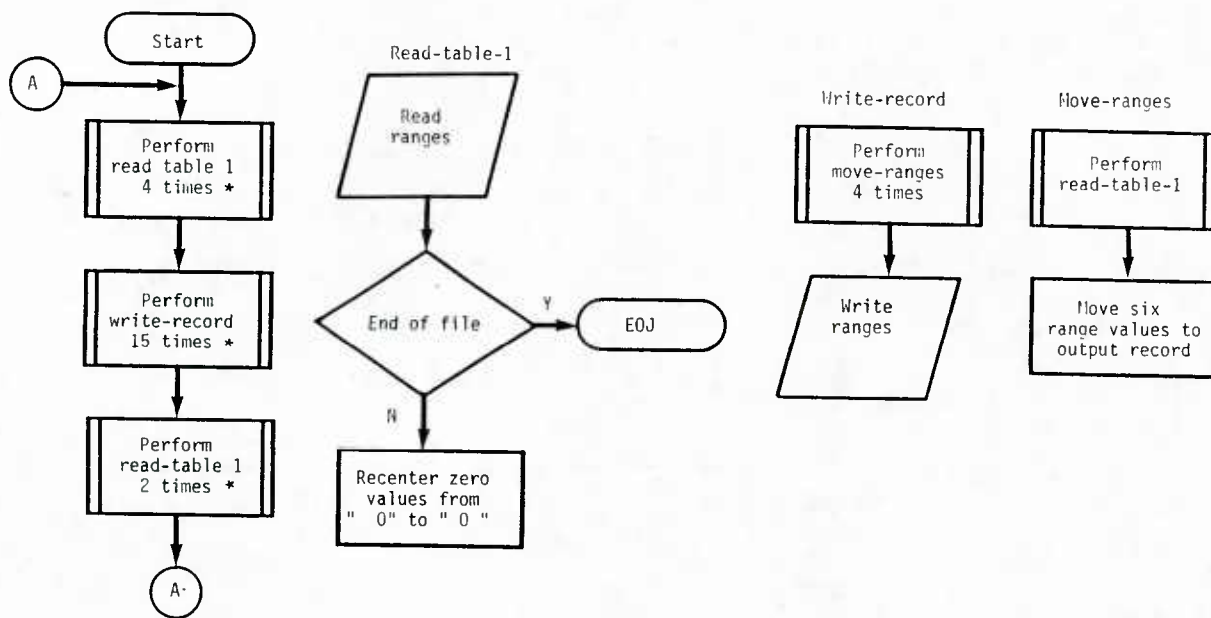 Start
A
Perform
read table 1
4 times *
Perform
write-record
15 times *
Perform
read-table 1
2 times *
A
Read-table-1
Read
ranges
End of file
Y
EOJ
N
Recenter zero
values from
"  0" to " 0 "
Write-record
Perform
move-ranges
4 times
Write
ranges
Move-ranges
Perform
read-table-1
Move six
range values to
output record